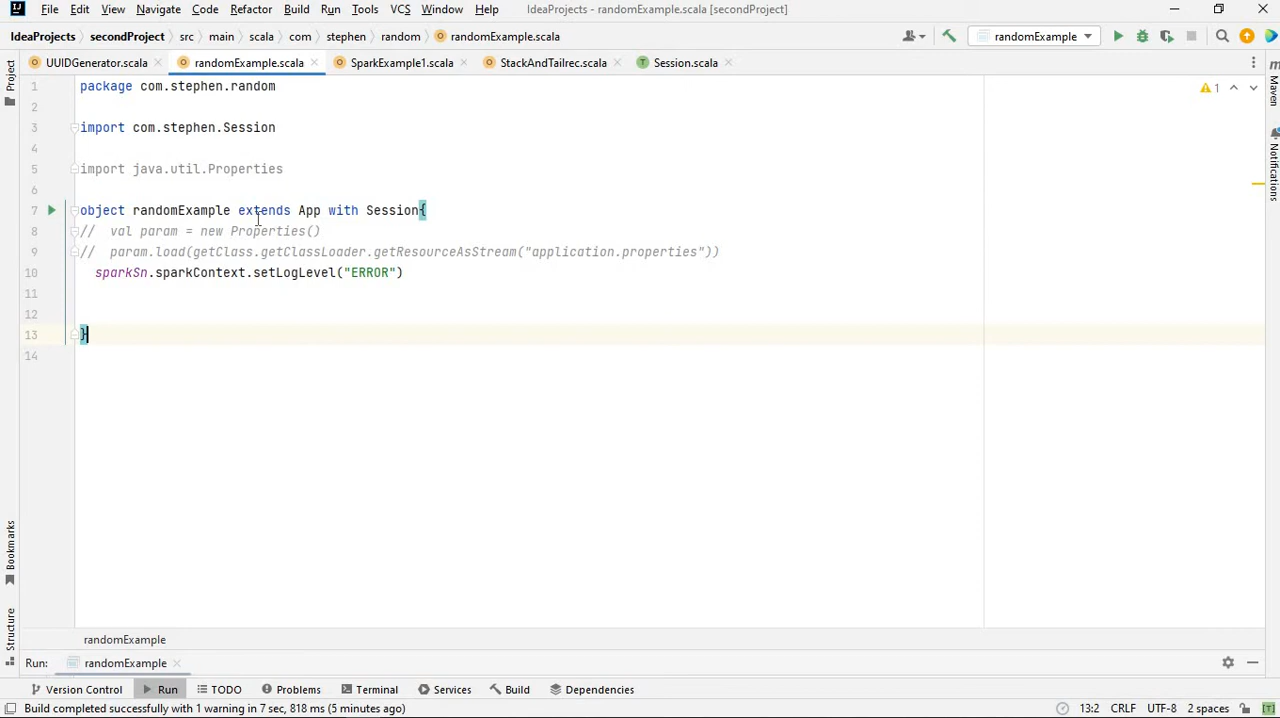 File Edit View Navigate Code Refactor Build Run Tools VCS Window Help IdeaProjects - randomExample.scala [secondProject]
IdeaProjects secondProject src main scala com stephen random randomExample.scala randomExample
UUIDGenerator.scala randomExample.scala SparkExample1.scala StackAndTailrec.scala Session.scala
Project
1 package com.stephen.random
1
2
3 import com.stephen.Session
4
5 import java.util.Properties
6
7 object randomExample extends App with Session{
8 // val param = new Properties()
9 // param.load(getClass.getClassLoader.getResourceAsStream("application.properties"))
10 sparkSn.sparkContext.setLogLevel("ERROR")
11
12
13 }
14
Maven
Notifications
Bookmarks
Structure
randomExample
Run: randomExample
Version Control Run TODO Problems Terminal Services Build Dependencies
Build completed successfully with 1 warning in 7 sec, 818 ms (5 minutes ago) 13:2 CRLF UTF-8 2 spaces